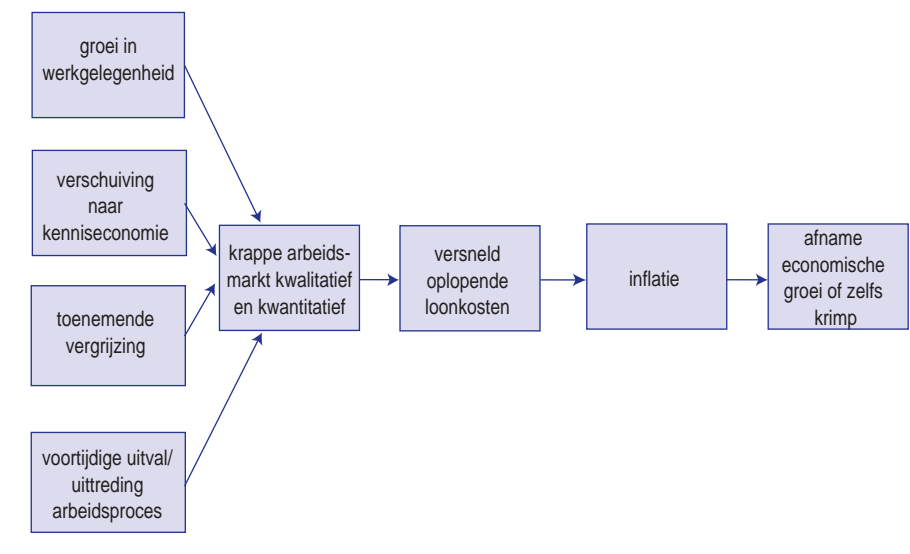 groei in
werkgelegenheid
verschuiving
naar
kenniseconomie
toenemende
vergrijzing
voortijdige uitval/
uittreding
arbeidsproces
krappe arbeids-
markt kwalitatief
en kwantitatief
versneld
oplopende
loonkosten
inflatie
afname
economische
groei of zelfs
krimp